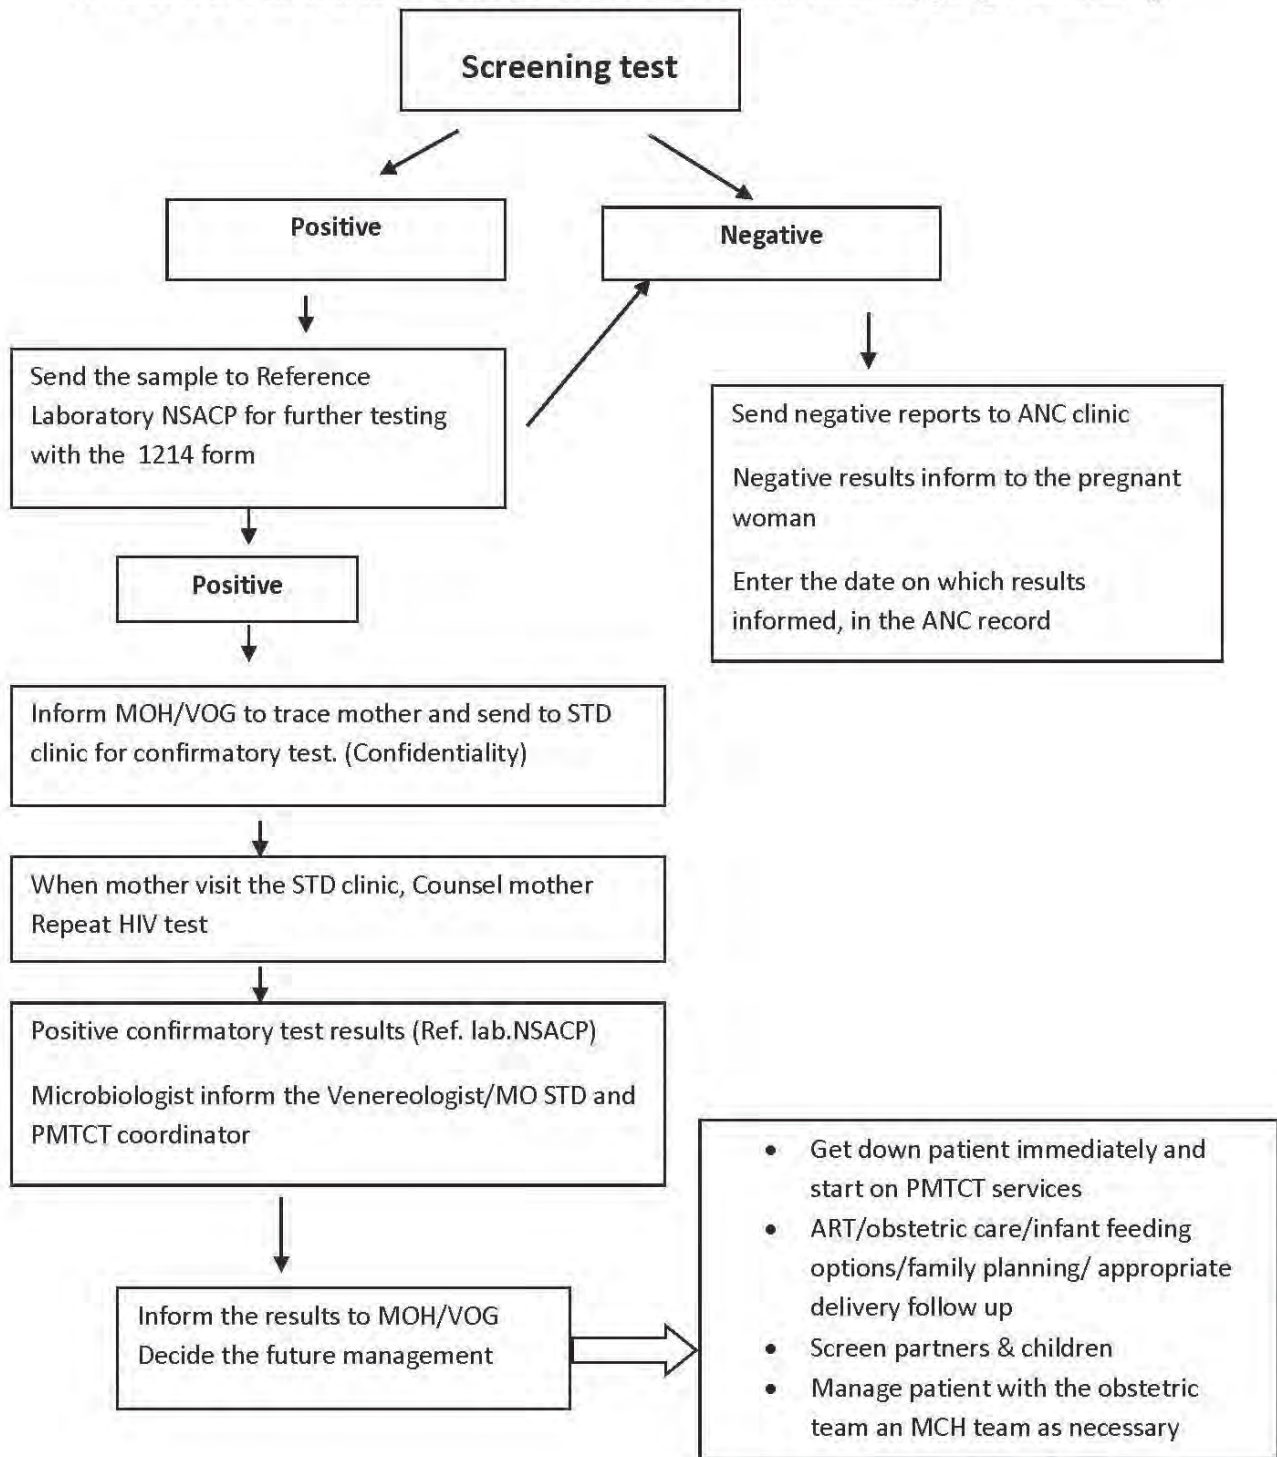 Screening test
Positive
Negative
Send the sample to Reference
Laboratory NSACP for further testing
with the 1214 form
Send negative reports to ANC clinic
Negative results inform to the pregnant
woman
Enter the date on which results
informed, in the ANC record
Positive
Inform MOH/VOG to trace mother and send to STD
clinic for confirmatory test. (Confidentiality)
When mother visit the STD clinic, Counsel mother
Repeat HIV test
Positive confirmatory test results (Ref. lab.NSACP)
Microbiologist inform the Venereologist/MO STD and
PMTCT coordinator
Inform the results to MOH/VOG
Decide the future management
• Get down patient immediately and
start on PMTCT services
• ART/obstetric care/infant feeding
options/family planning/ appropriate
delivery follow up
• Screen partners & children
• Manage patient with the obstetric
team an MCH team as necessary